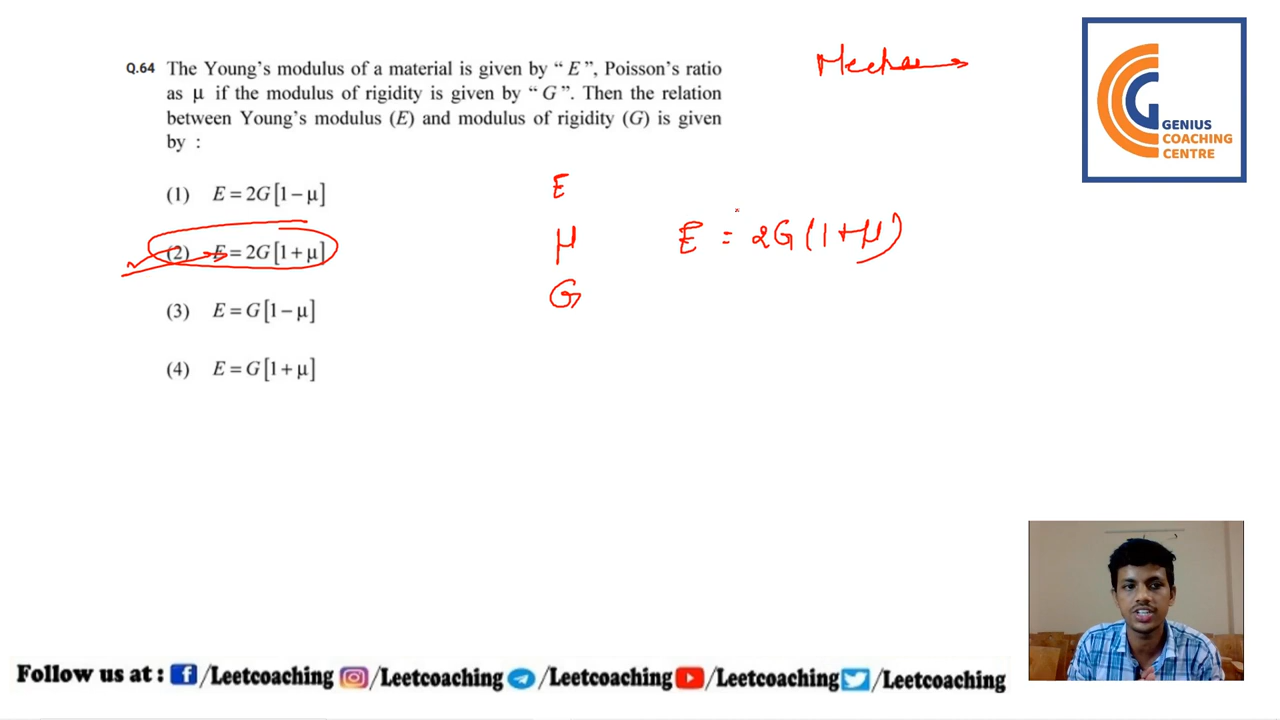 Q.64 The Young's modulus of a material is given by “ E ”, Poisson's ratio
as μ if the modulus of rigidity is given by “ G ”. Then the relation
between Young's modulus (E) and modulus of rigidity (G) is given
by :
(1) E = 2G[1 − μ]
(2) E = 2G[1 + μ]
(3) E = G[1 − μ]
(4) E = G[1 + μ]
E
μ
G
E = 2G(1+μ)
GENIUS
COACHING
CENTRE
Follow us at : /Leetcoaching /Leetcoaching /Leetcoaching /Leetcoaching /Leetcoaching